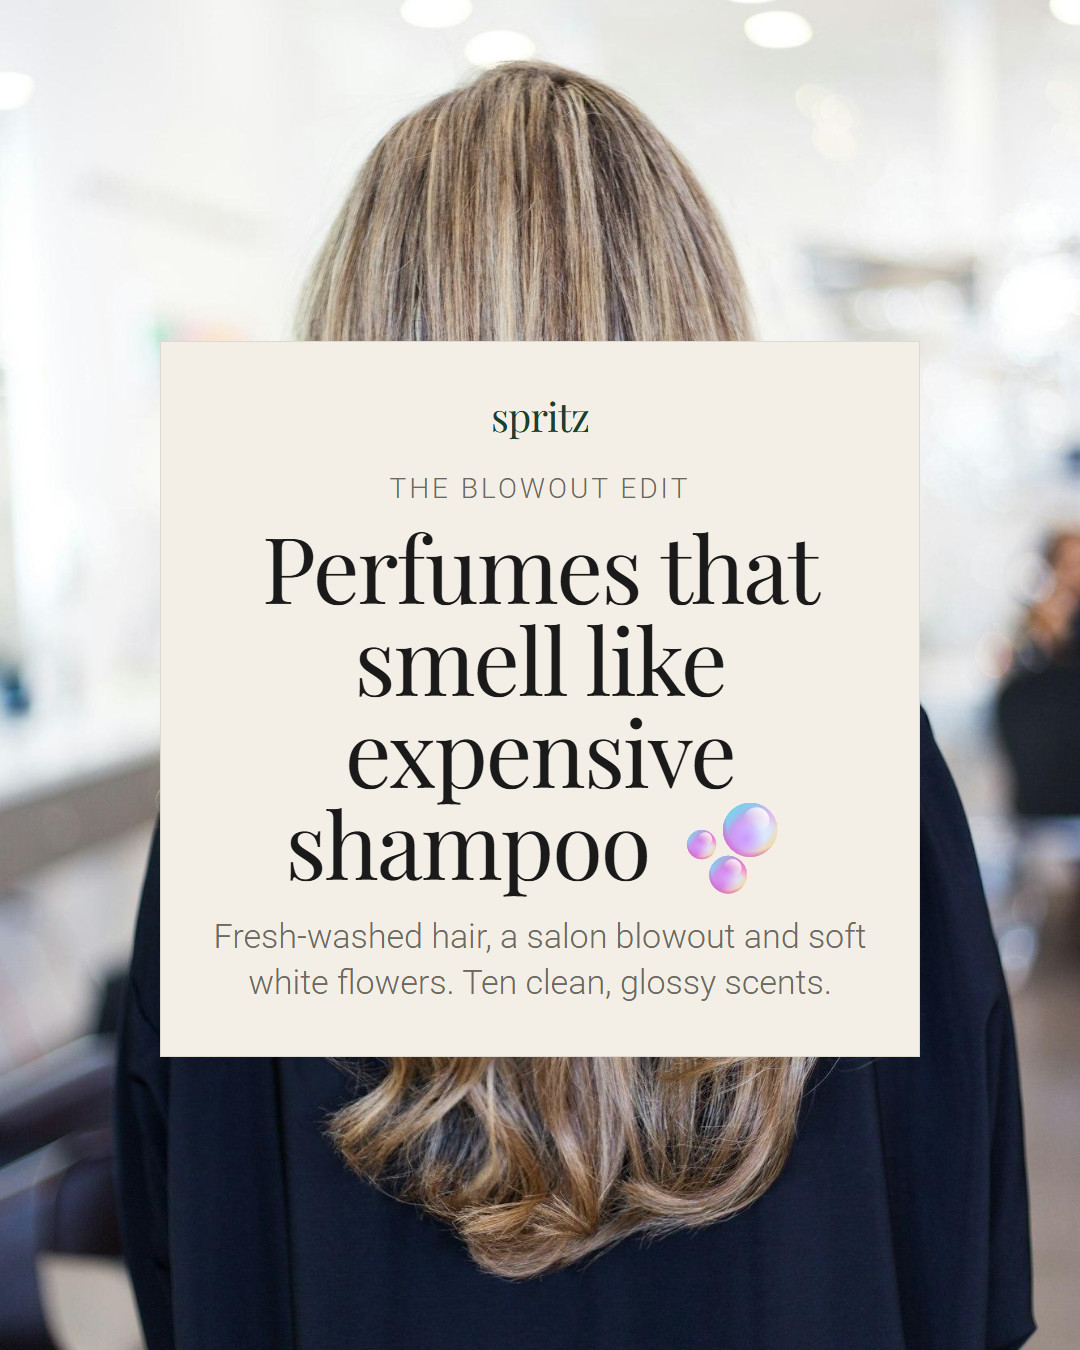 spritz
THE BLOWOUT EDIT
Perfumes that
smell like
expensive
shampoo 🫧
Fresh-washed hair, a salon blowout and soft
white flowers. Ten clean, glossy scents.